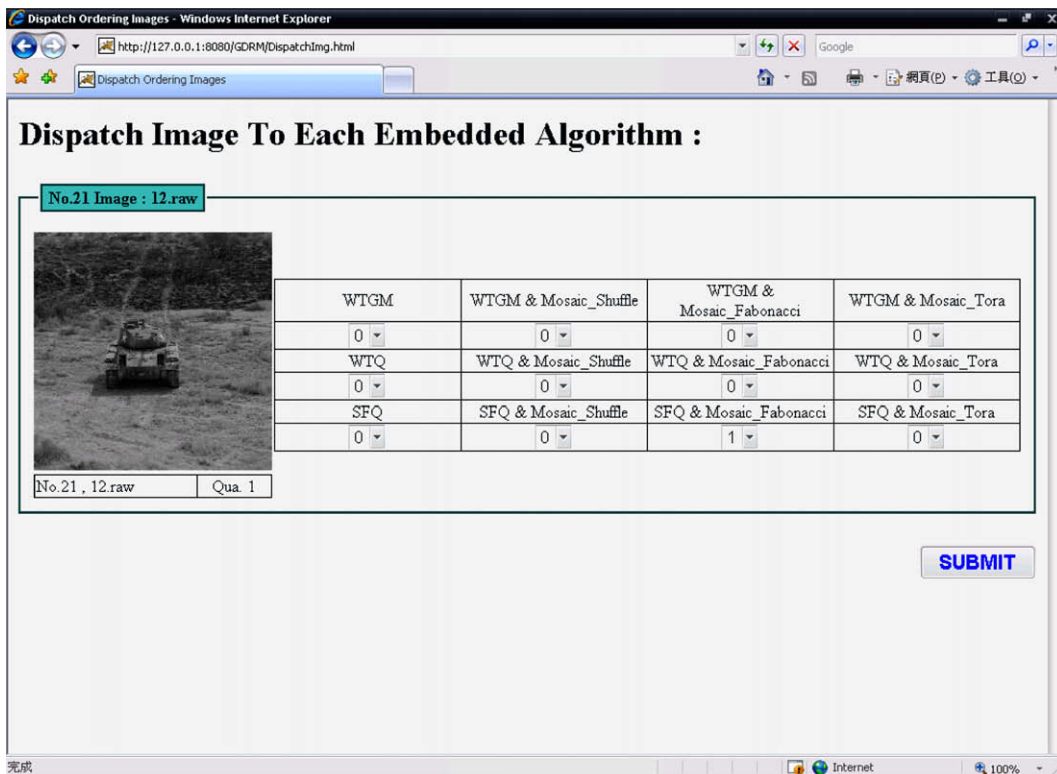 Dispatch Ordering Images - Windows Internet Explorer
http://127.0.0.1:8080/GDRM/DispatchImg.html
Google
Dispatch Ordering Images
網頁(P)
工具(O)
Dispatch Image To Each Embedded Algorithm :
No.21 Image : 12.raw
WTGM
WTGM & Mosaic_Shuffle
WTGM &
Mosaic_Fabonacci
WTGM & Mosaic_Tora
0 0 0 0
WTQ
WTQ & Mosaic_Shuffle
WTQ & Mosaic_Fabonacci
WTQ & Mosaic_Tora
0 0 0 0
SFQ
SFQ & Mosaic_Shuffle
SFQ & Mosaic_Fabonacci
SFQ & Mosaic_Tora
0 0 1 0
No.21 , 12.raw
Qua. 1
SUBMIT
完成
Internet
100%